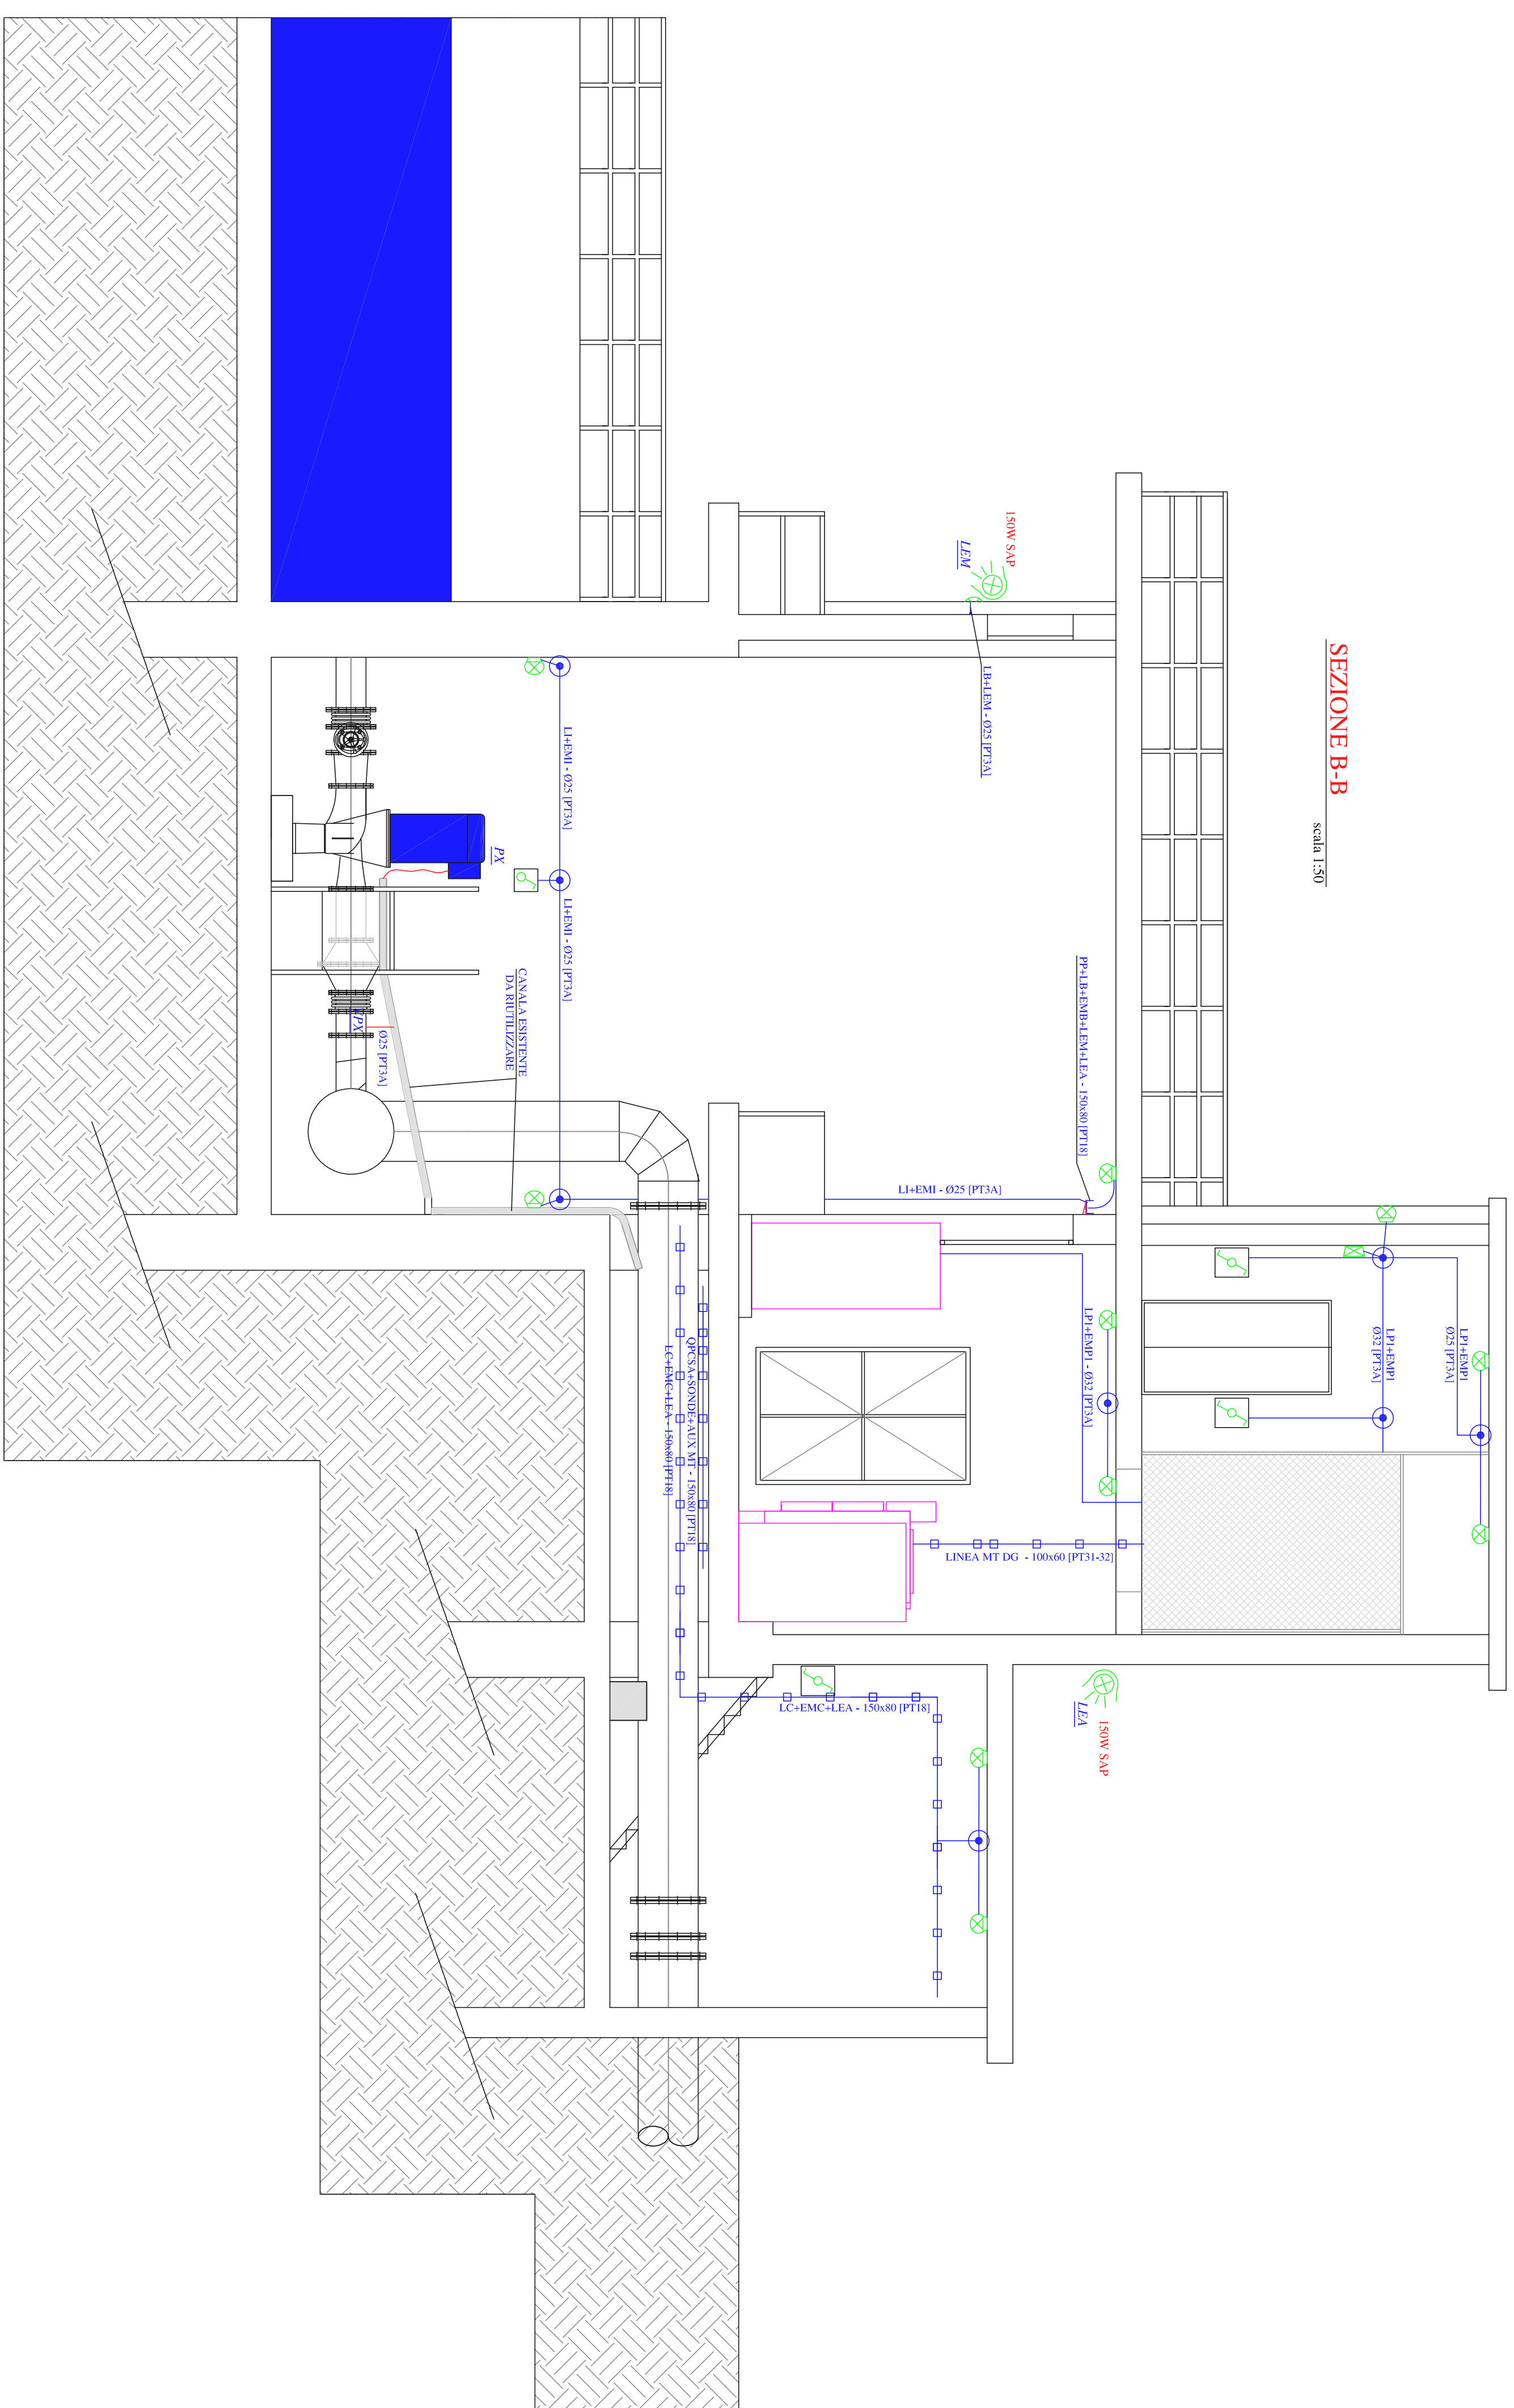 SEZIONE B-B
scala 1:50
LP1+EMP1
Ø25 [PT3A]
LP1+EMP1
Ø32 [PT3A]
150W SAP
LEM
LB+LEM - Ø25 [PT3A]
PP+LB+EMB+LEM+LEA - 150x80 [PT18]
LI+EMI - Ø25 [PT3A]
LP1+EMP1 - Ø32 [PT3A]
LINEA MT DG - 100x60 [PT31-32]
LEA
150W SAP
LI+EMI - Ø25 [PT3A]
LI+EMI - Ø25 [PT3A]
PX
CANALA ESISTENTE
DA RIUTILIZZARE
Ø25 [PT3A]
QPCSA+SONDE+AUX MT - 150x80 [PT18]
LC+EMC+LEA - 150x80 [PT18]
LC+EMC+LEA - 150x80 [PT18]